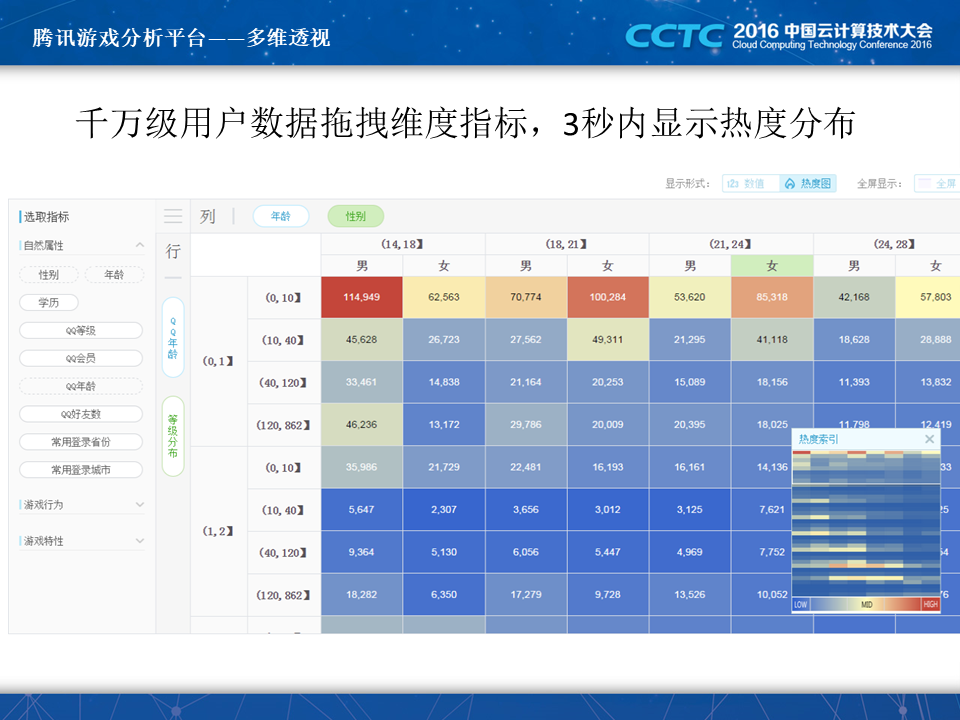 腾讯游戏分析平台——多维透视
CCTC 2016 中国云计算技术大会
Cloud Computing Technology Conference 2016
千万级用户数据拖拽维度指标，3秒内显示热度分布
显示形式： 123 数值 热度图 全屏显示： 全屏
选取指标
自然属性
性别 年龄
学历
QQ等级
QQ会员
QQ年龄
QQ好友数
常用登录省份
常用登录城市
游戏行为
游戏特性
列 年龄 性别
行
QQ年龄
等级分布
(14,18] (18,21] (21,24] (24,28]
男 女 男 女 男 女 男 女
(0,1]
(0,10] 114,949 62,563 70,774 100,284 53,620 85,318 42,168 57,803
(10,40] 45,628 26,723 27,562 49,311 21,295 41,118 18,628 28,888
(40,120] 33,461 14,838 21,164 20,253 15,089 18,156 11,393 13,832
(120,862] 46,236 13,172 29,786 20,009 20,395 18,025 11,798 12,419
(1,2]
(0,10] 35,986 21,729 22,481 16,193 16,161 14,136
(10,40] 5,647 2,307 3,656 3,012 3,125 7,621
(40,120] 9,364 5,130 6,056 5,447 4,969 7,752
(120,862] 18,282 6,350 17,279 9,728 13,526 10,052
热度索引
LOW MID HIGH